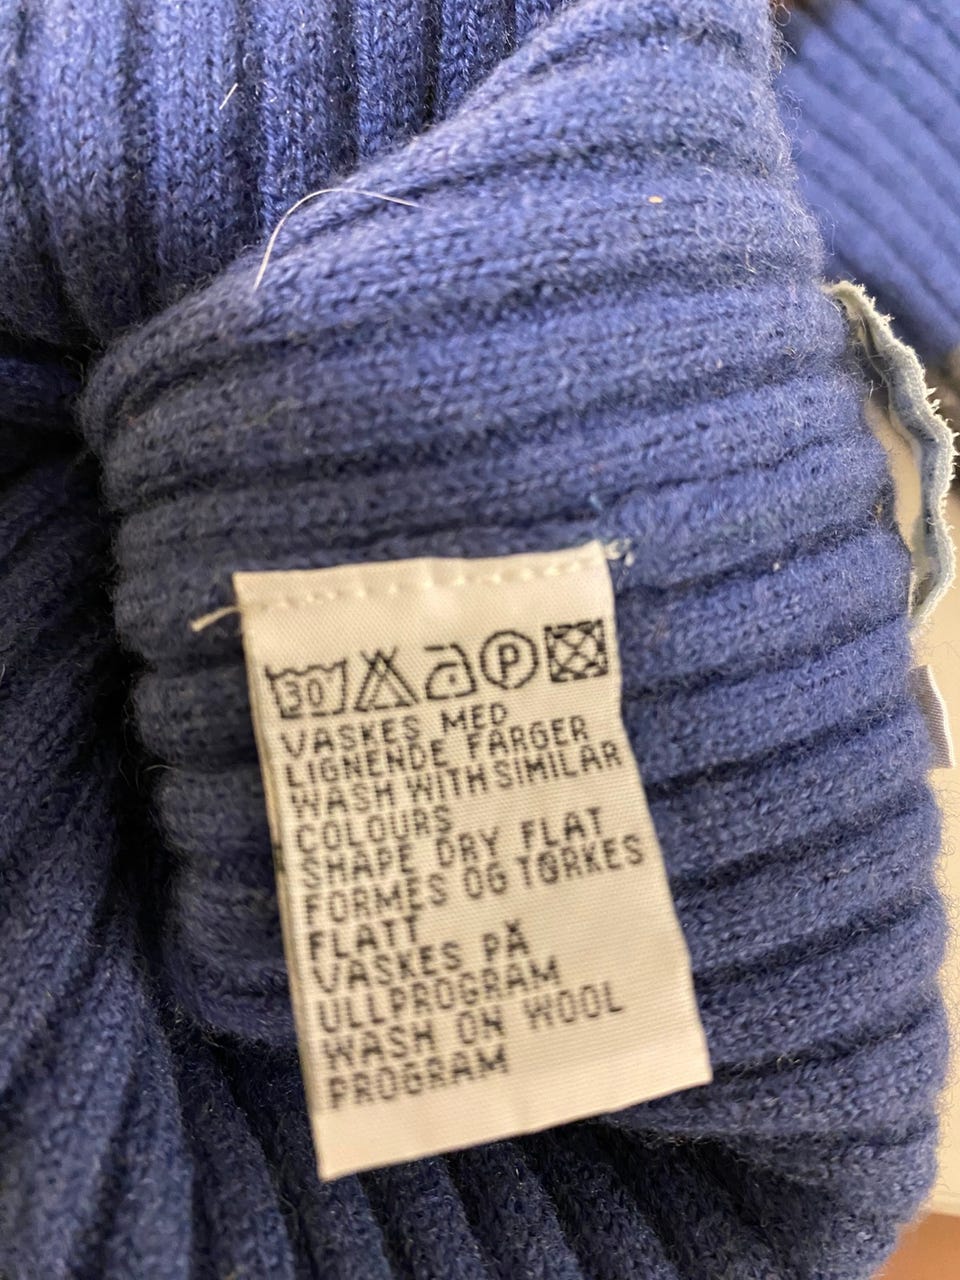 30 P
VASKES MED
LIGNENDE FARGER
WASH WITH SIMILAR
COLOURS
SHAPE DRY FLAT
FORMES OG TØRKES
FLATT
VASKES PÅ
ULLPROGRAM
WASH ON WOOL
PROGRAM